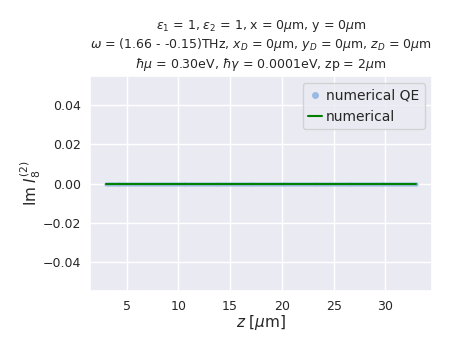 ε₁ = 1, ε₂ = 1, x = 0μm, y = 0μm
ω = (1.66 - -0.15)THz, x_D = 0μm, y_D = 0μm, z_D = 0μm
ℏμ = 0.30eV, ℏγ = 0.0001eV, zp = 2μm
numerical QE
numerical
0.04
0.02
0.00
−0.02
−0.04
Im I₈⁽²⁾
5 10 15 20 25 30
z [μm]